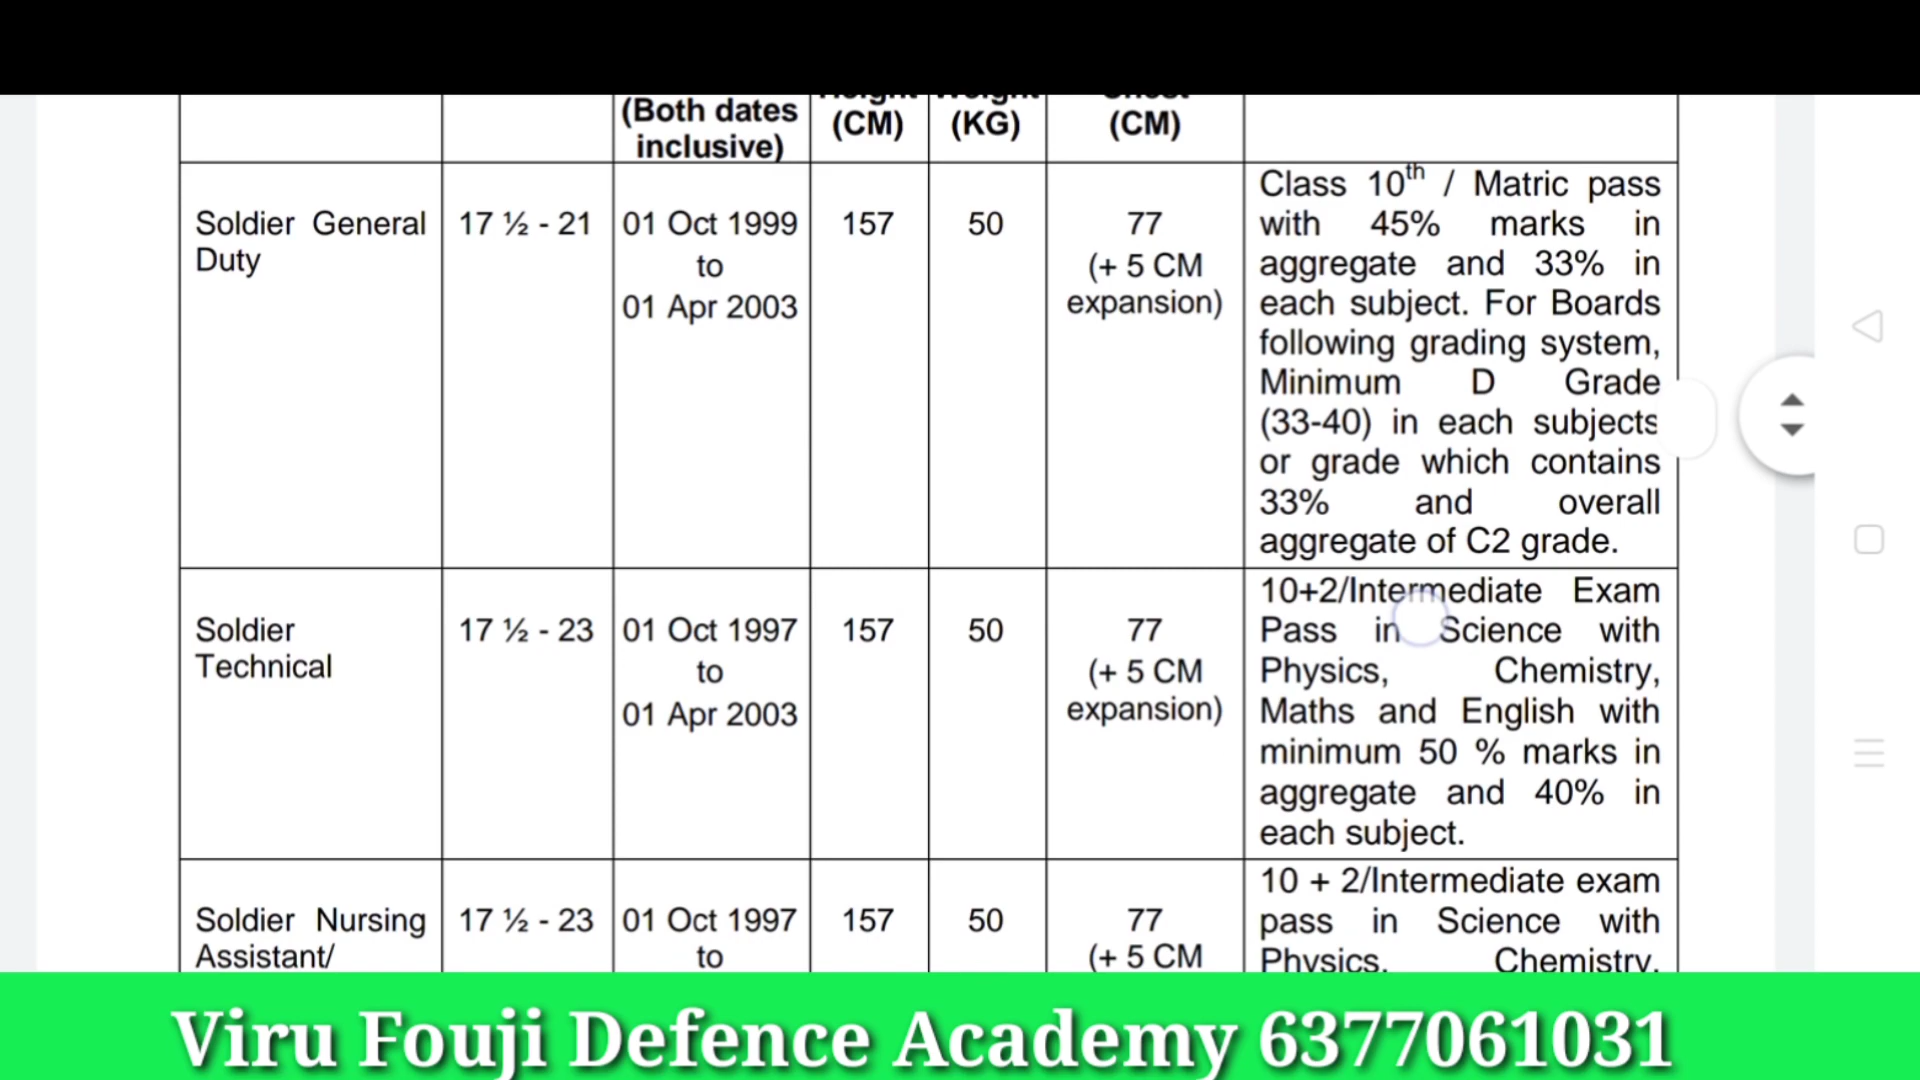 (Both dates
inclusive)
Height
(CM)
Weight
(KG)
Chest
(CM)
Soldier General
Duty
17 ½ - 21
01 Oct 1999
to
01 Apr 2003
157
50
77
(+ 5 CM
expansion)
Class 10th / Matric pass
with 45% marks in
aggregate and 33% in
each subject. For Boards
following grading system,
Minimum D Grade
(33-40) in each subjects
or grade which contains
33% and overall
aggregate of C2 grade.
Soldier
Technical
17 ½ - 23
01 Oct 1997
to
01 Apr 2003
157
50
77
(+ 5 CM
expansion)
10+2/Intermediate Exam
Pass in Science with
Physics, Chemistry,
Maths and English with
minimum 50 % marks in
aggregate and 40% in
each subject.
Soldier Nursing
Assistant/
17 ½ - 23
01 Oct 1997
to
157
50
77
(+ 5 CM
10 + 2/Intermediate exam
pass in Science with
Physics, Chemistry,
Viru Fouji Defence Academy 6377061031